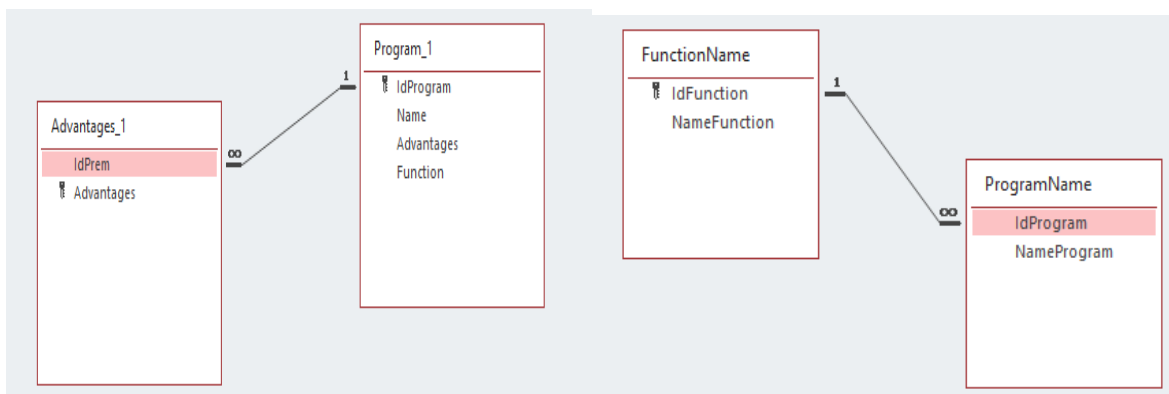 Advantages_1
IdPrem
Advantages
∞
1
Program_1
IdProgram
Name
Advantages
Function
FunctionName
IdFunction
NameFunction
1
∞
ProgramName
IdProgram
NameProgram